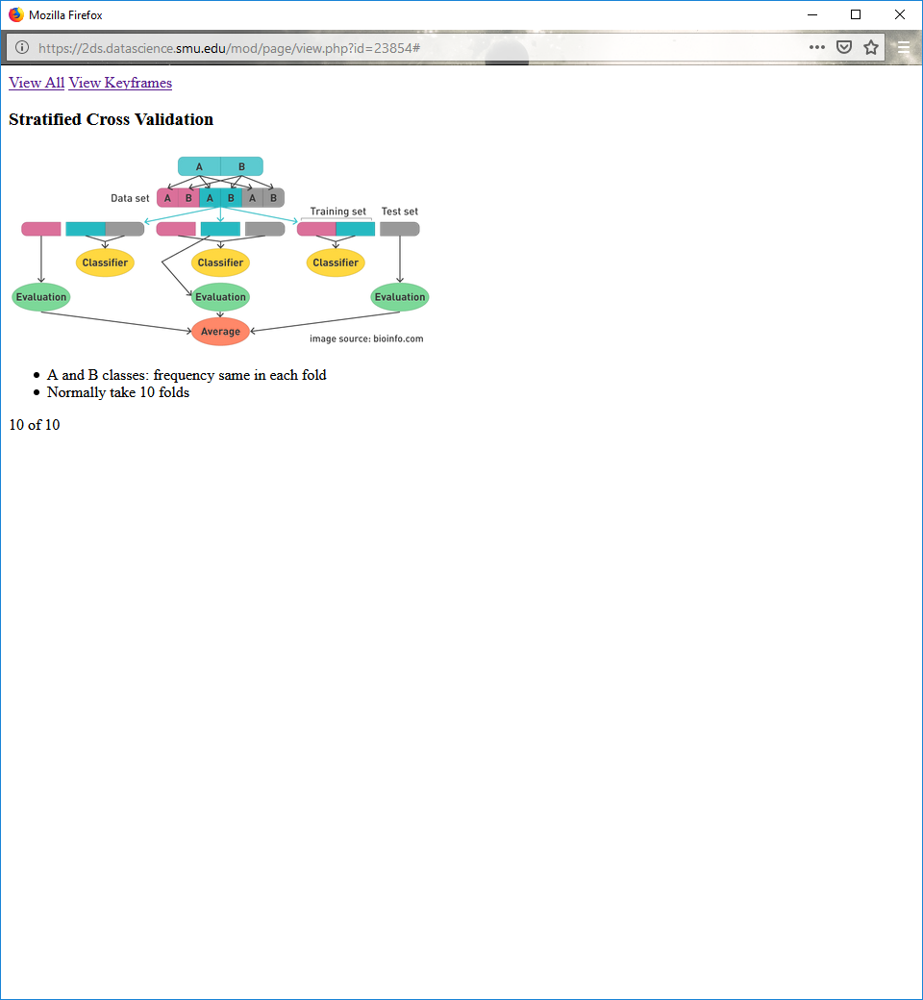 Mozilla Firefox
https://2ds.datascience.smu.edu/mod/page/view.php?id=23854#
View All View Keyframes
Stratified Cross Validation
A B
Data set A B A B A B
Training set Test set
Classifier Classifier Classifier
Evaluation Evaluation Evaluation
Average
image source: bioinfo.com
A and B classes: frequency same in each fold
Normally take 10 folds
10 of 10